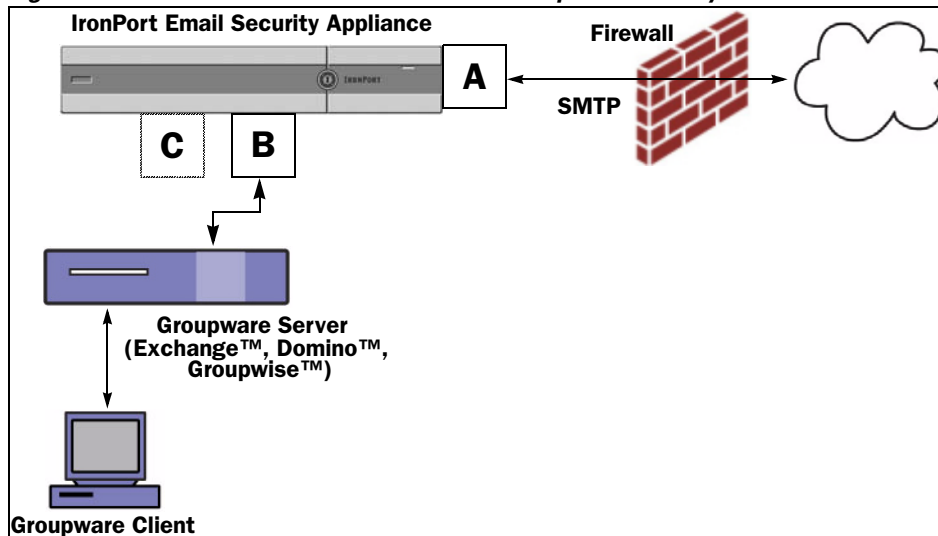 IronPort Email Security Appliance
Firewall
IRONPORT
A
SMTP
C
B
Groupware Server
(Exchange™, Domino™,
Groupwise™)
Groupware Client